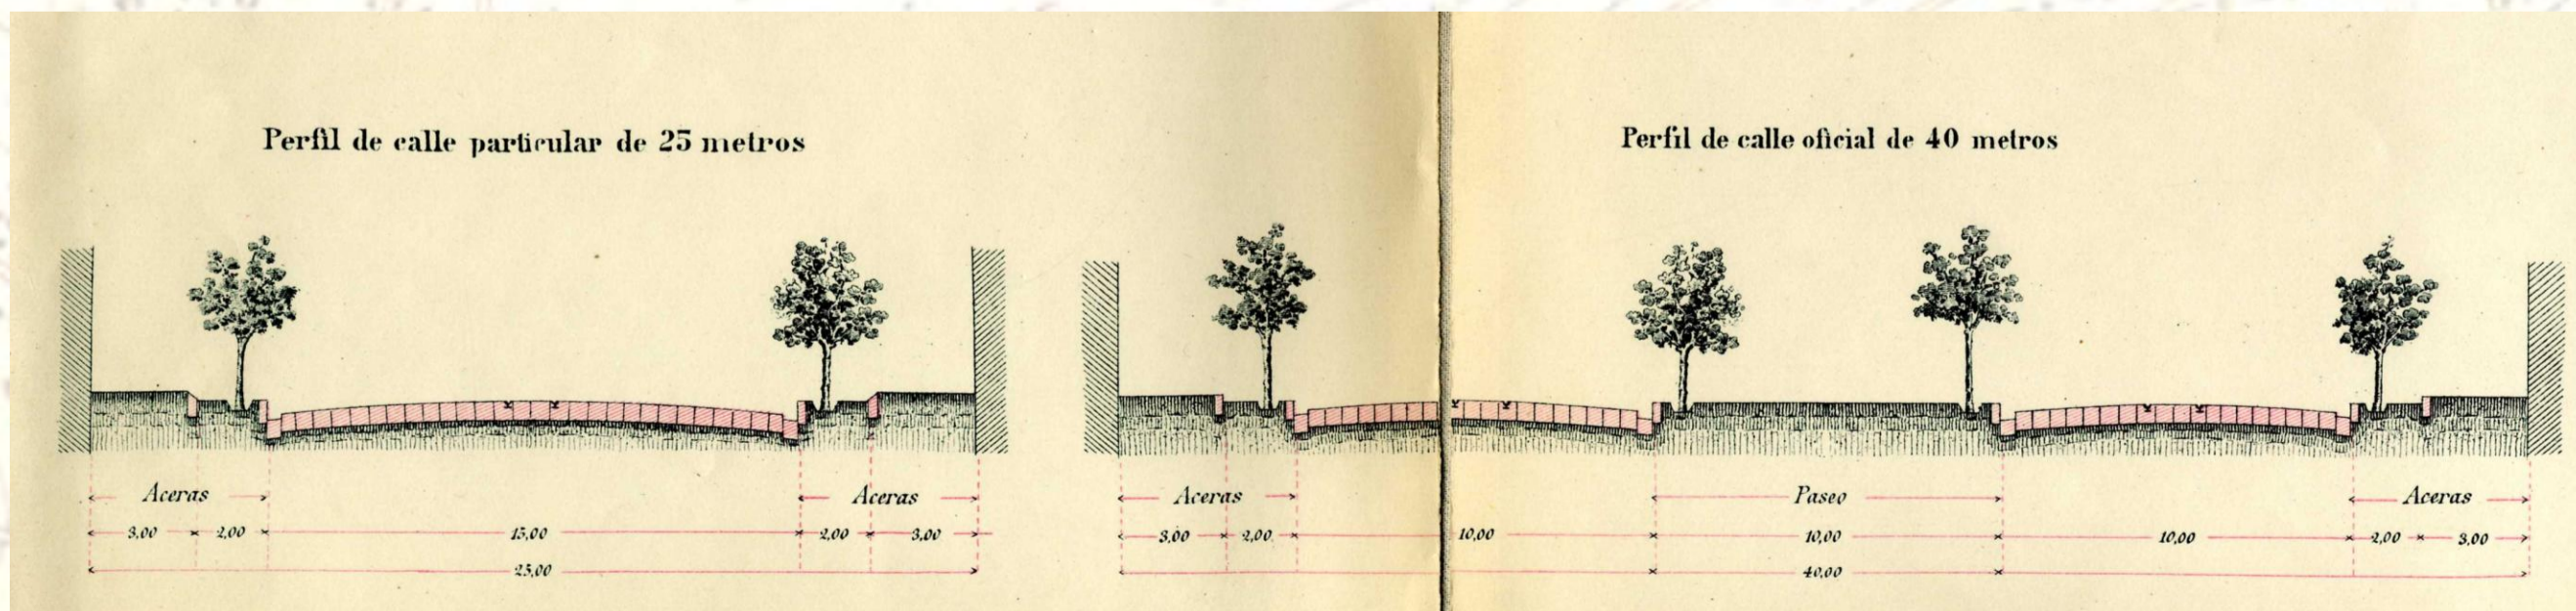 Perfil de calle particular de 25 metros
Aceras
Aceras
3,00 2,00 15,00 2,00 3,00
25,00
Perfil de calle oficial de 40 metros
Aceras
Paseo
Aceras
3,00 2,00 10,00 10,00 10,00 2,00 3,00
40,00